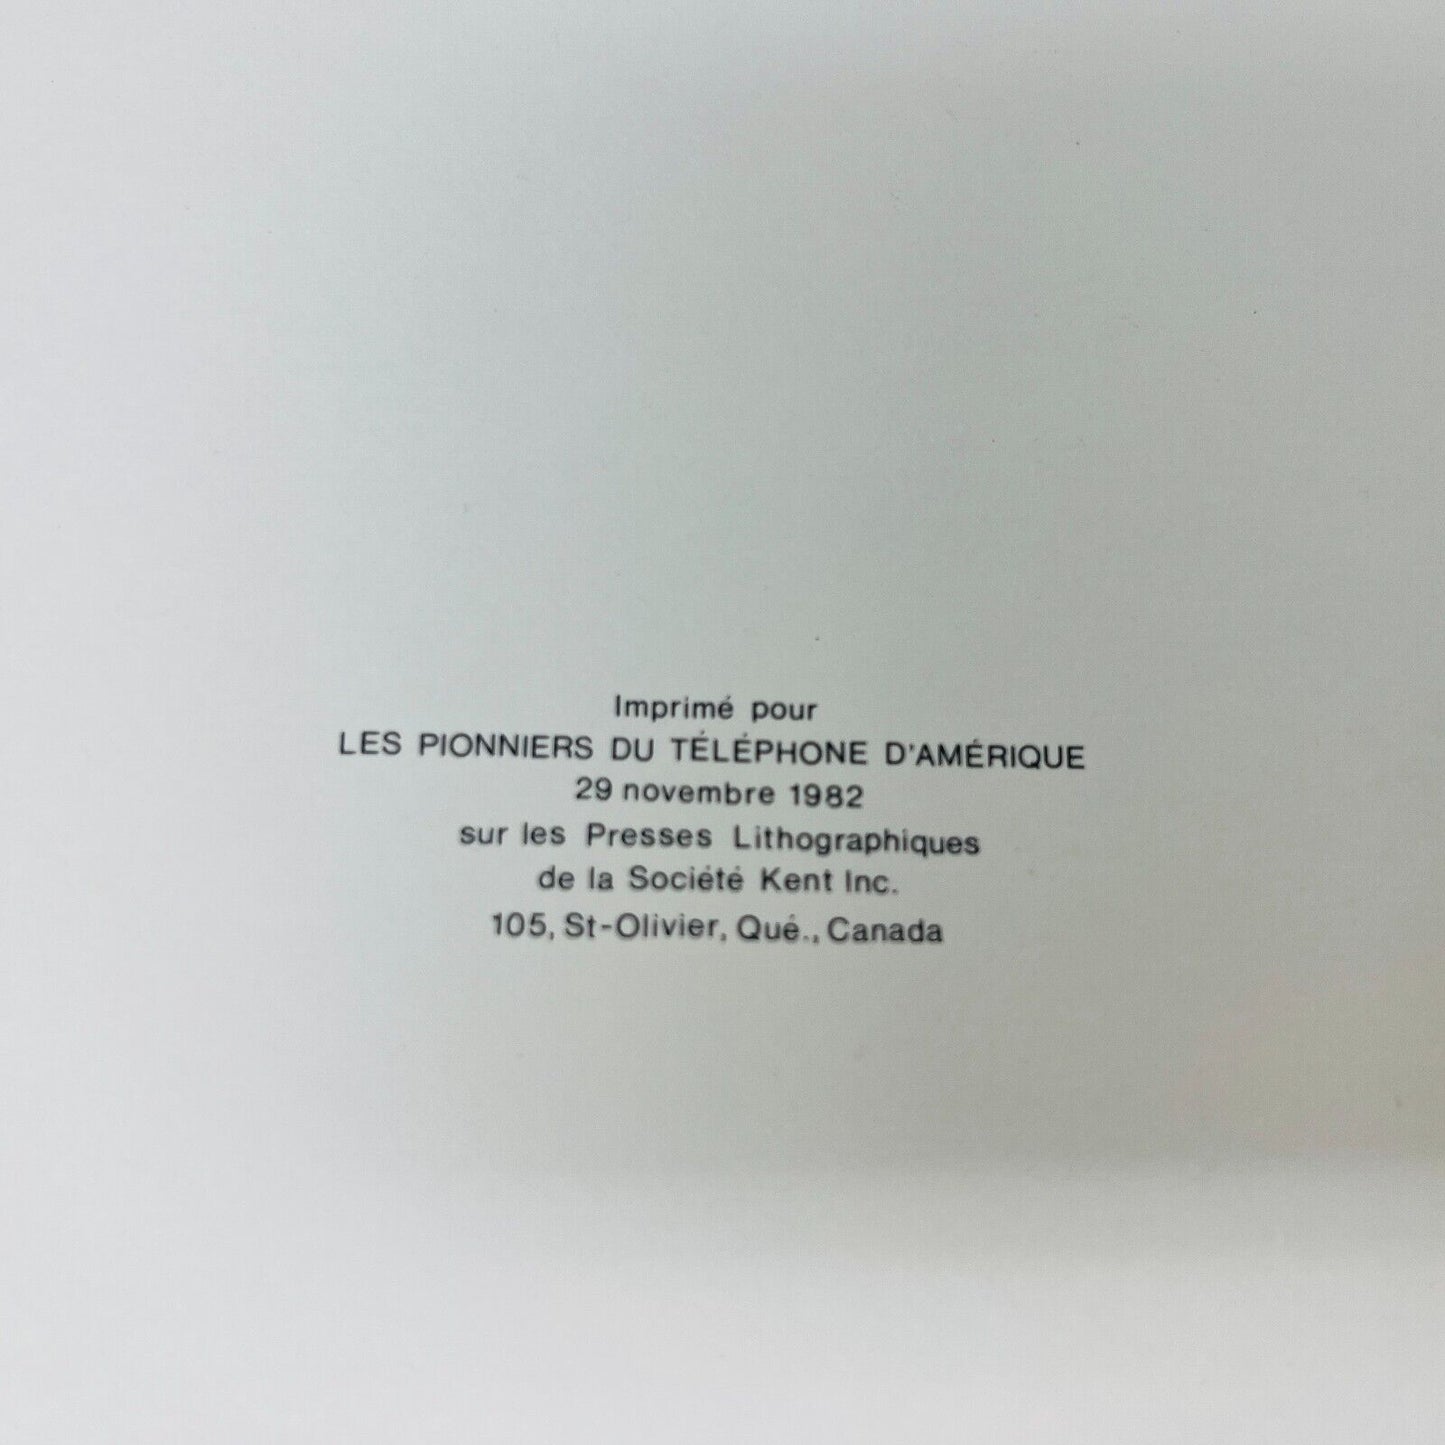 Imprimé pour
LES PIONNIERS DU TÉLÉPHONE D'AMÉRIQUE
29 novembre 1982
sur les Presses Lithographiques
de la Société Kent Inc.
105, St-Olivier, Qué., Canada